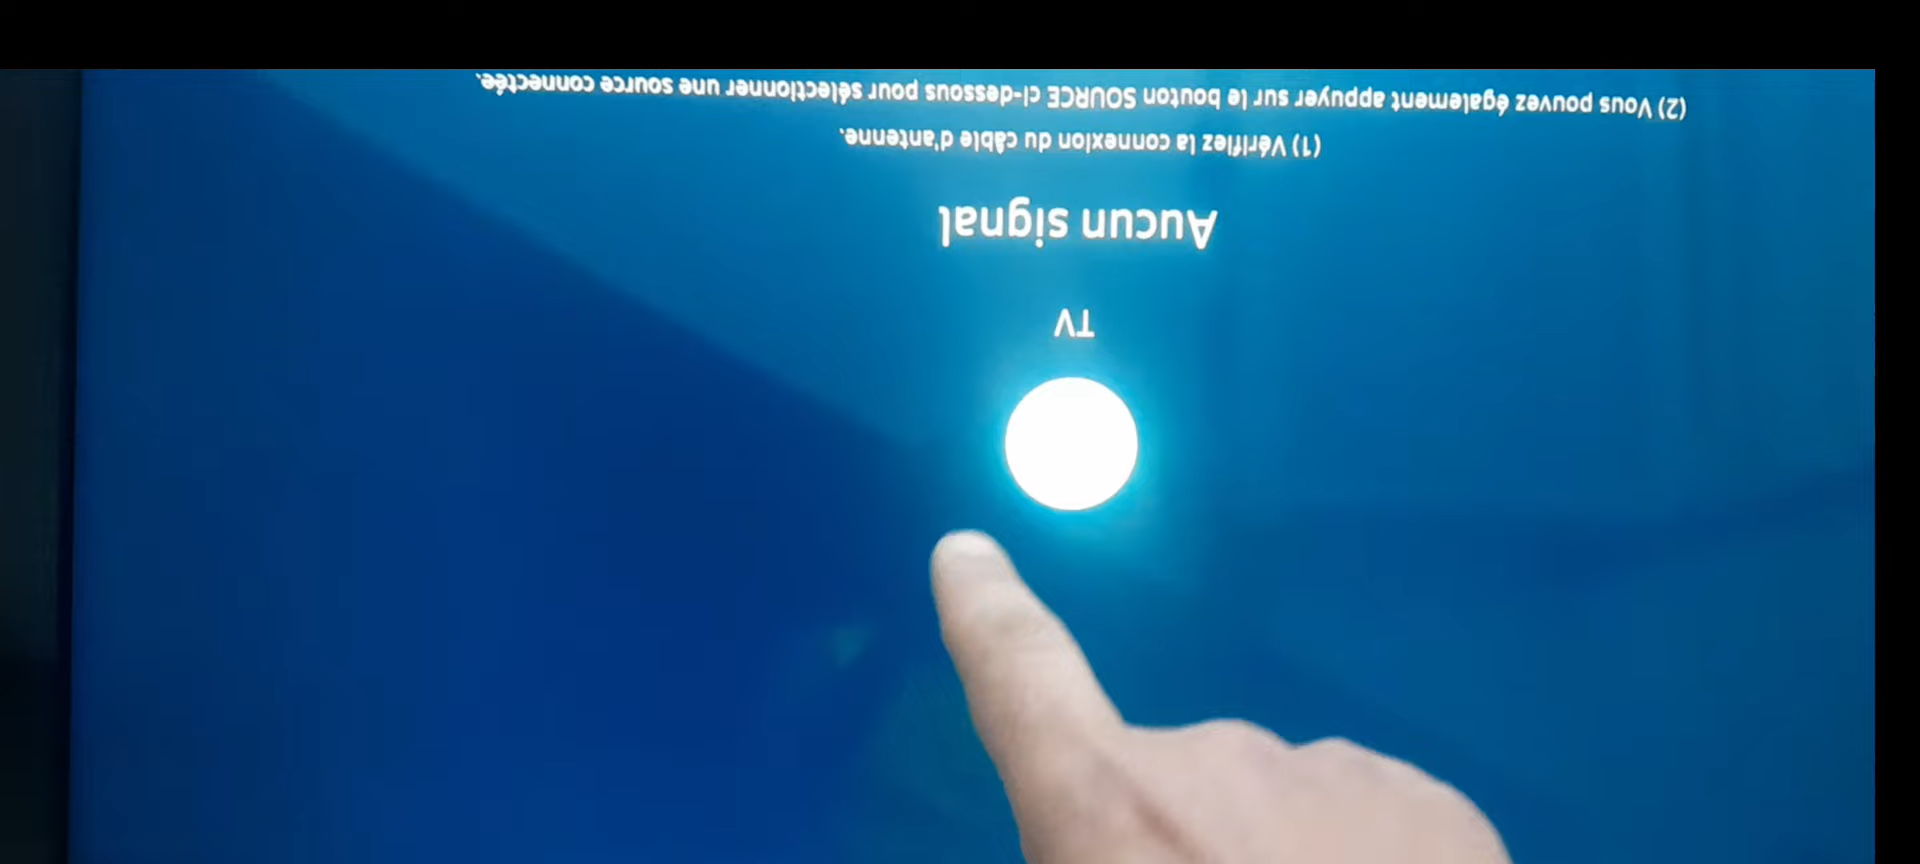 TV
Aucun signal
(1) Vérifiez la connexion du câble d'antenne.
(2) Vous pouvez également appuyer sur le bouton SOURCE ci-dessous pour sélectionner une source connectée.